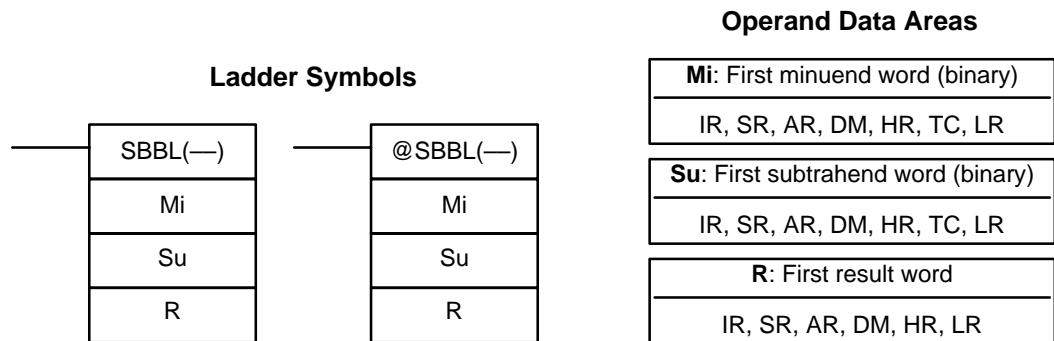 Operand Data Areas
Ladder Symbols
Mi: First minuend word (binary)
IR, SR, AR, DM, HR, TC, LR
SBBL(––)
@SBBL(––)
Su: First subtrahend word (binary)
Mi
Mi
IR, SR, AR, DM, HR, TC, LR
Su
Su
R: First result word
R
R
IR, SR, AR, DM, HR, LR